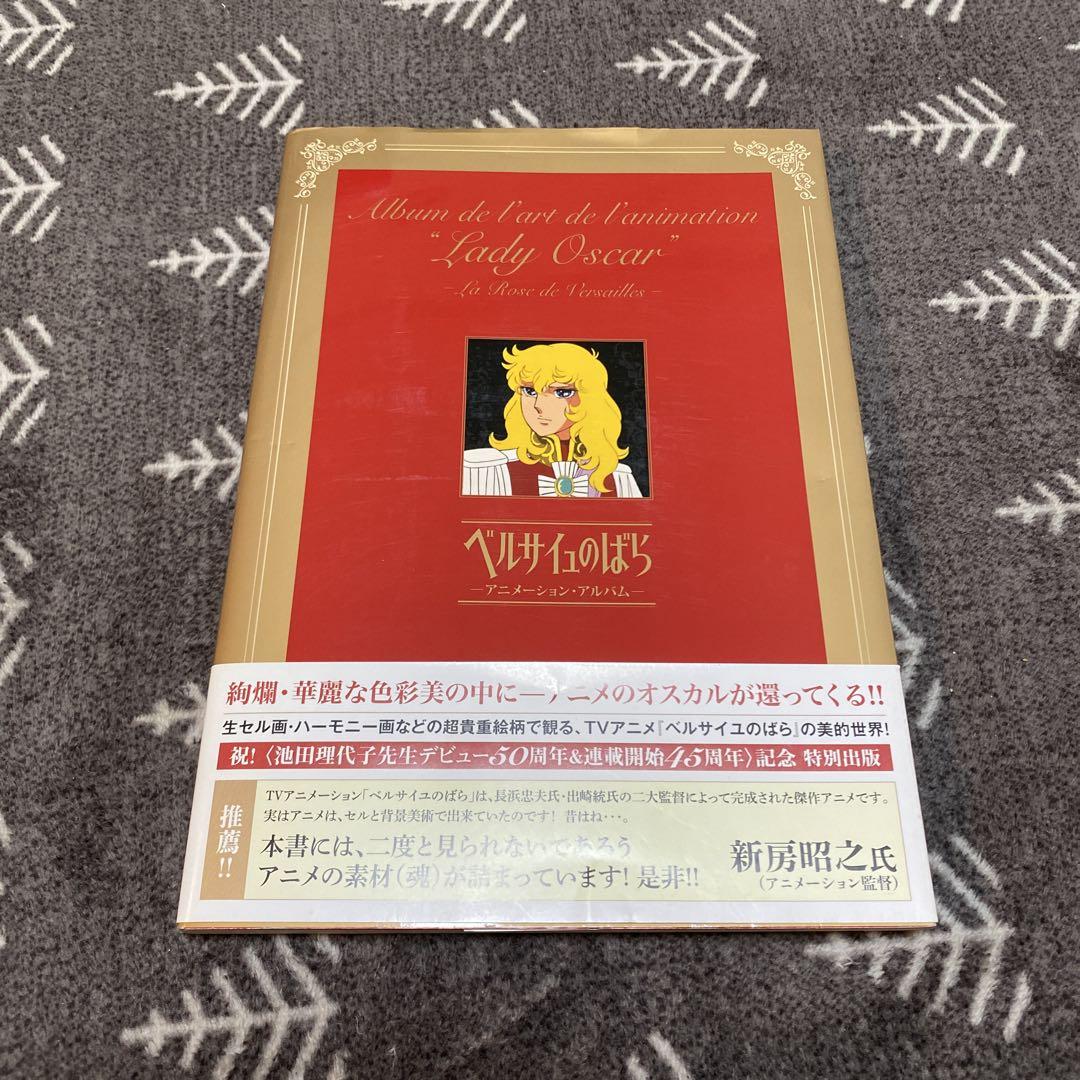 Album de l'art de l'animation
"Lady Oscar"
-La Rose de Versailles-
ベルサイユのばら
—アニメーション・アルバム—
絢爛・華麗な色彩美の中に—アニメのオスカルが還ってくる!!
生セル画・ハーモニー画などの超貴重絵柄で観る、TVアニメ『ベルサイユのばら』の美的世界!
祝!〈池田理代子先生デビュー50周年&連載開始45周年〉記念 特別出版
推薦!!
TVアニメーション「ベルサイユのばら」は、長浜忠夫氏・出崎統氏の二大監督によって完成された傑作アニメです。
実はアニメは、セルと背景美術で出来ていたのです! 昔はね・・・。
本書には、二度と見られないであろう
アニメの素材(魂)が詰まっています! 是非!!
新房昭之氏
(アニメーション監督)